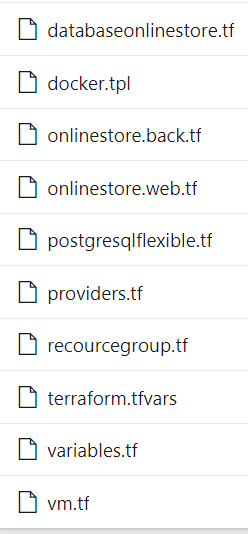 databaseonlinestore.tf
docker.tpl
onlinestore.back.tf
onlinestore.web.tf
postgresqlflexible.tf
providers.tf
recourcegroup.tf
terraform.tfvars
variables.tf
vm.tf